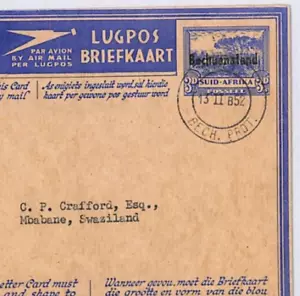 LUGPOS
BRIEFKAART
PAR AVION
BY AIR MAIL
PER LUGPOS
is Card
y mail"
"As enigiets ingesluit word, sal hierdie
kaart per gewone pos gestuur word
Bechuanaland
3D 3D
SUID-AFRIKA
POSSEËL
13 II 852
BECH. PROT.
C. P. Crafford, Esq.,
Mbabane, Swaziland
etter Card must
and shape to
Wanneer gevou, moet die Briefkaart
die grootte en vorm van die blou